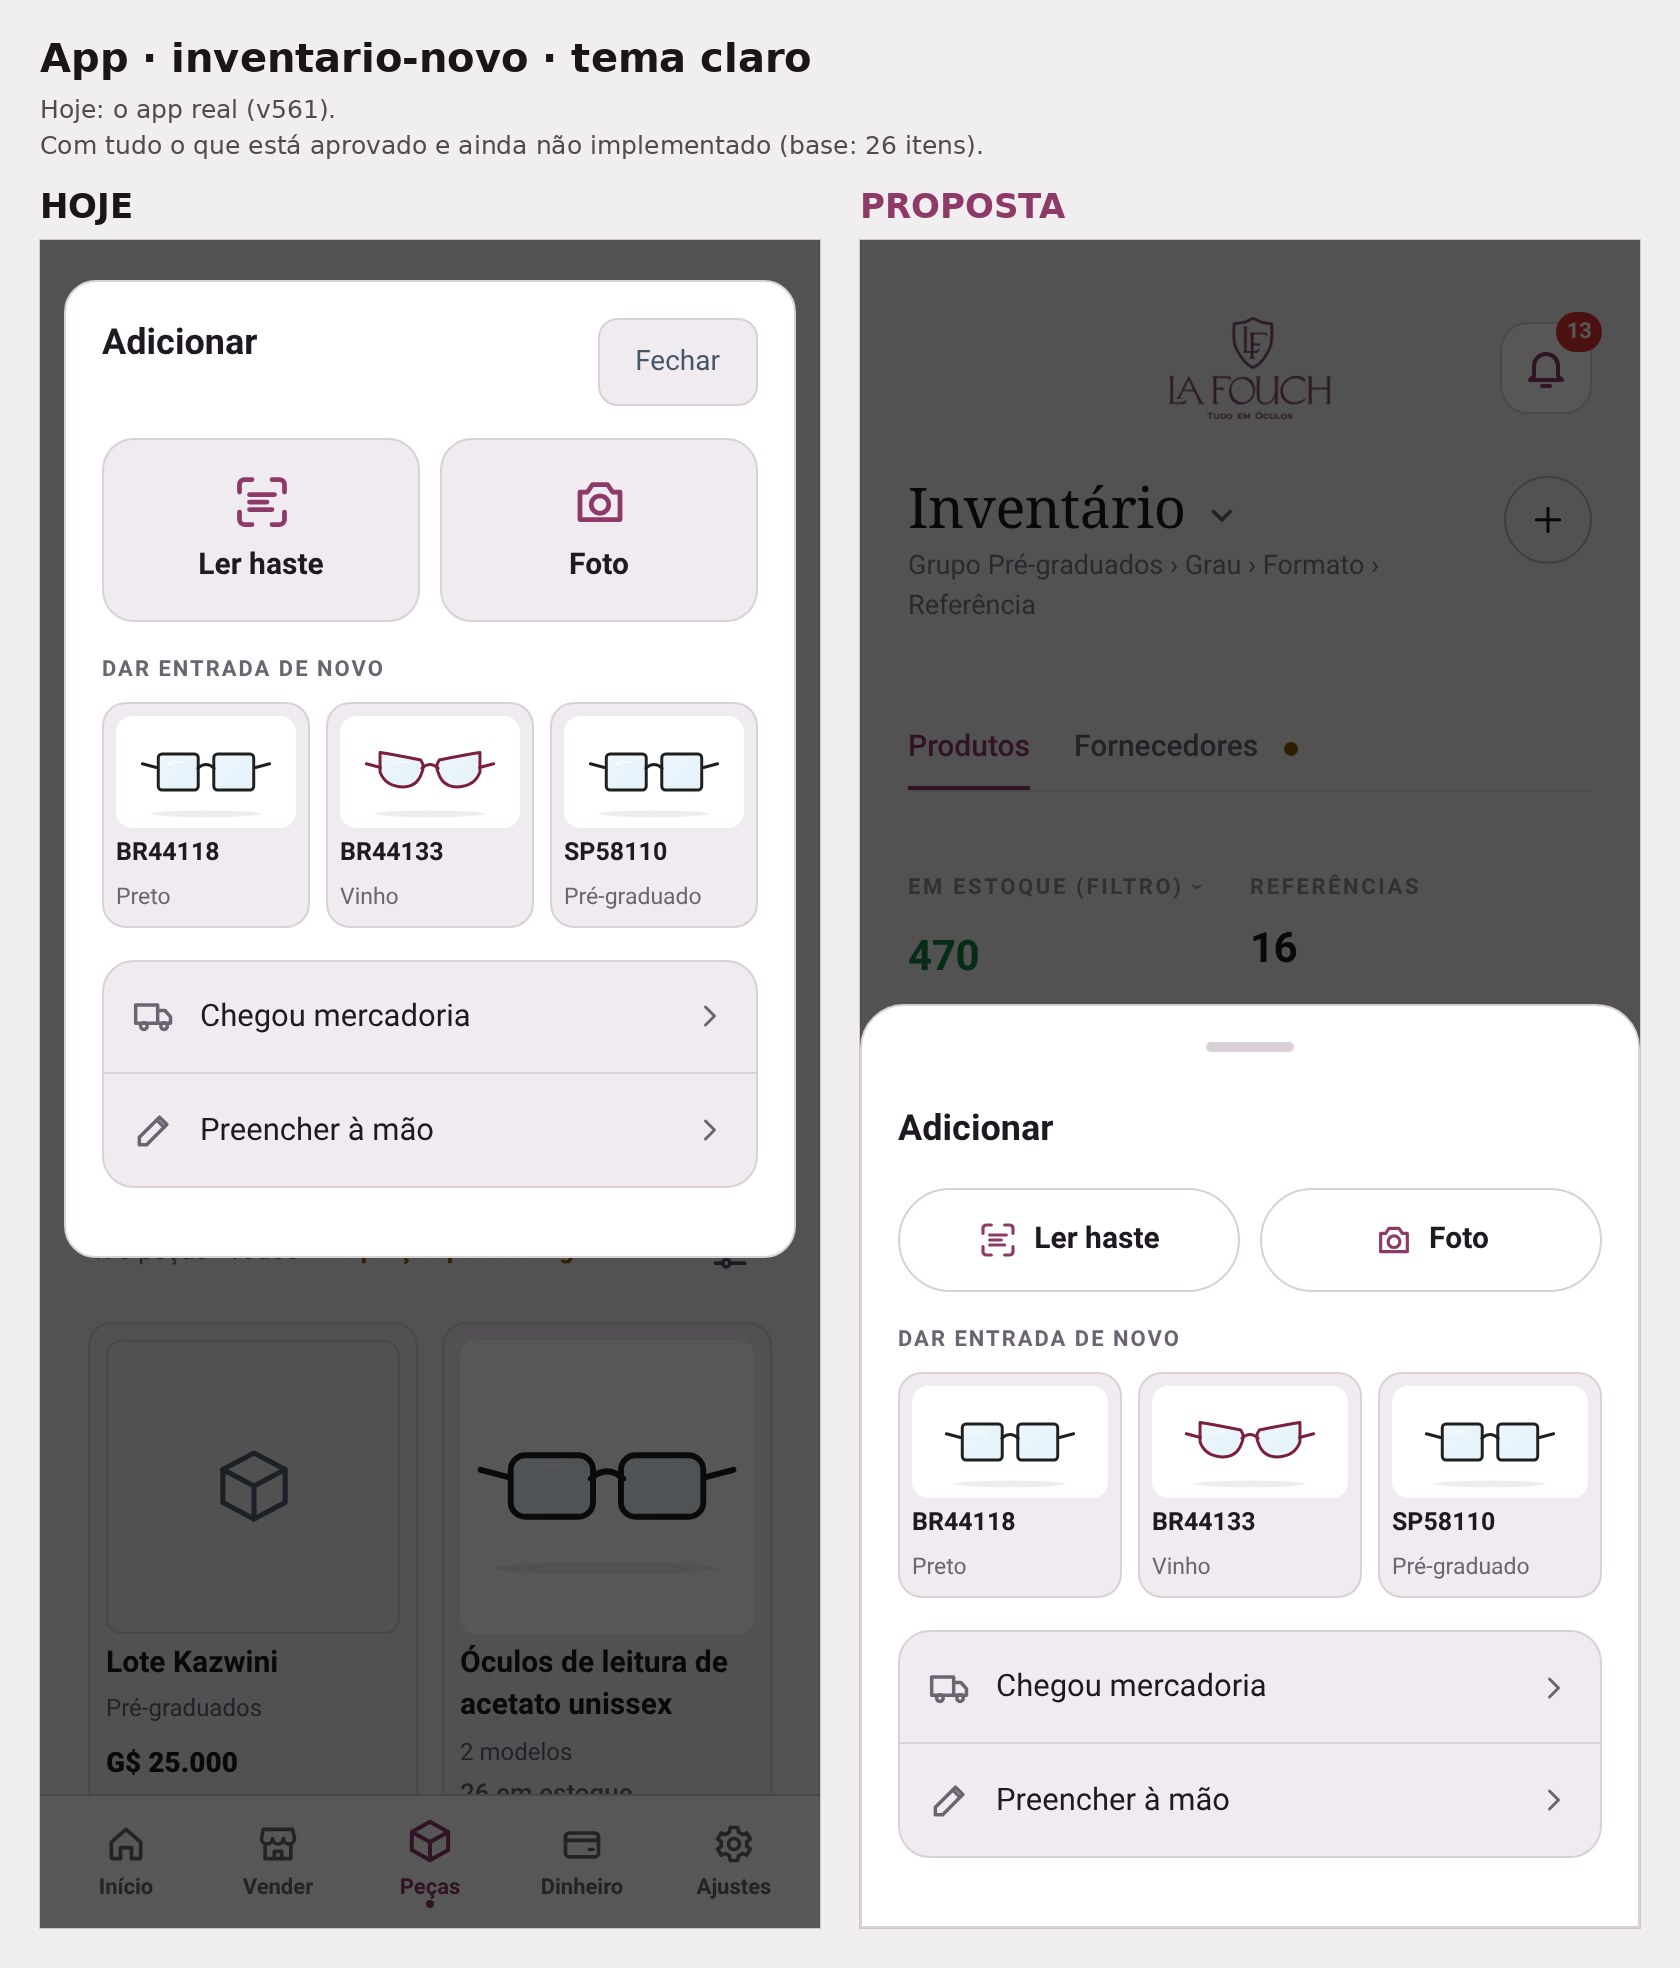 App · inventario-novo · tema claro
Hoje: o app real (v561).
Com tudo o que está aprovado e ainda não implementado (base: 26 itens).
HOJE
Adicionar
Fechar
Ler haste
Foto
DAR ENTRADA DE NOVO
BR44118
BR44133
SP58110
Preto
Vinho
Pré-graduado
Chegou mercadoria
Preencher à mão
Lote Kazwini
Pré-graduados
G$ 25.000
Óculos de leitura de
acetato unissex
2 modelos
26 em estoque
Início
Vender
Peças
Dinheiro
Ajustes
PROPOSTA
LF
LA FOUCH
TUDO EM ÓCULOS
13
Inventário
Grupo Pré-graduados › Grau › Formato ›
Referência
Produtos
Fornecedores
EM ESTOQUE (FILTRO)
REFERÊNCIAS
470
16
Adicionar
Ler haste
Foto
DAR ENTRADA DE NOVO
BR44118
BR44133
SP58110
Preto
Vinho
Pré-graduado
Chegou mercadoria
Preencher à mão